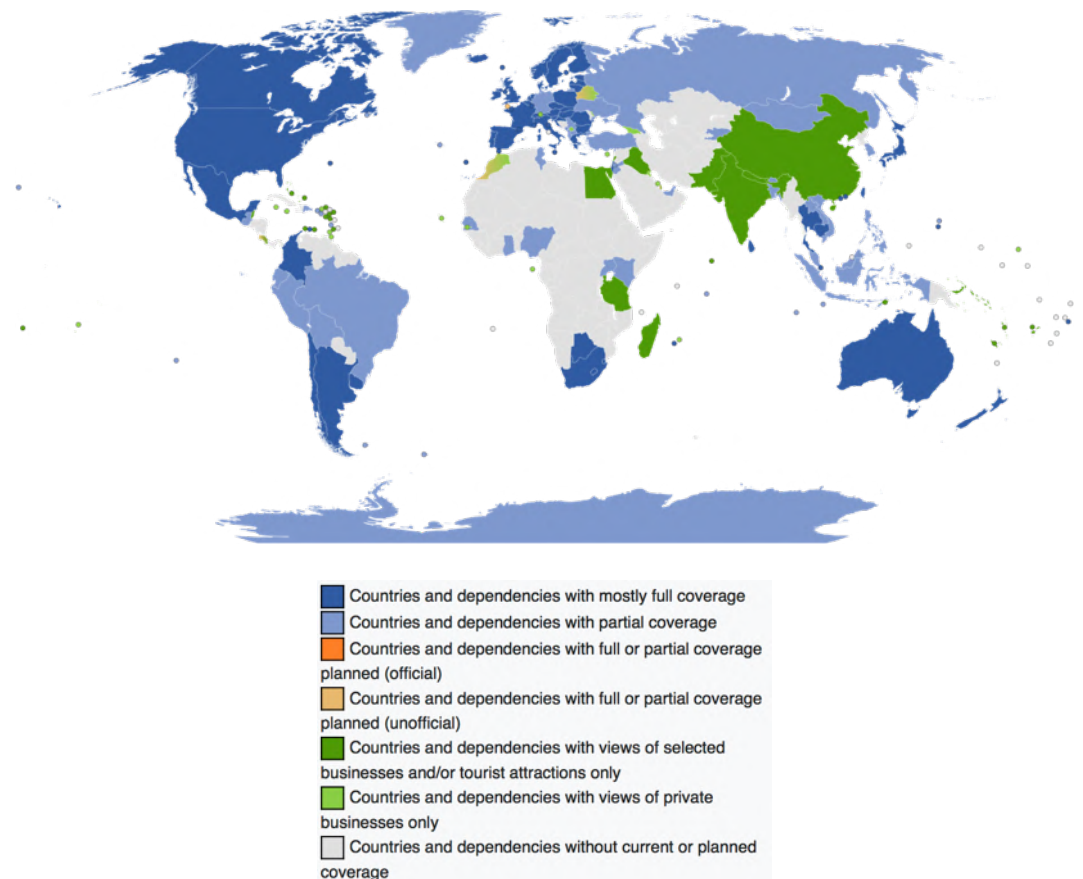 Countries and dependencies with mostly full coverage
Countries and dependencies with partial coverage
Countries and dependencies with full or partial coverage
planned (official)
Countries and dependencies with full or partial coverage
planned (unofficial)
Countries and dependencies with views of selected
businesses and/or tourist attractions only
Countries and dependencies with views of private
businesses only
Countries and dependencies without current or planned
coverage